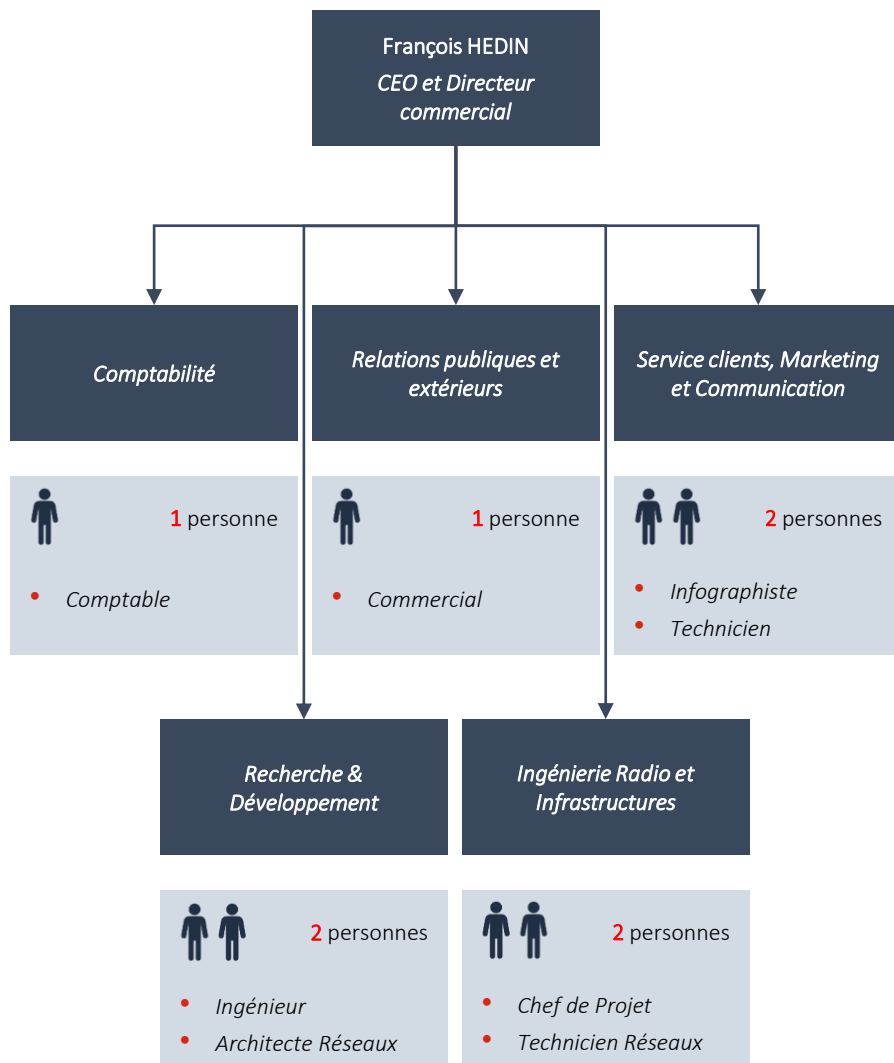 François HEDIN
CEO et Directeur
commercial
Comptabilité
Relations publiques et
extérieurs
Service clients, Marketing
et Communication
1 personne
• Comptable
1 personne
• Commercial
2 personnes
• Infographiste
• Technicien
Recherche &
Développement
Ingénierie Radio et
Infrastructures
2 personnes
• Ingénieur
• Architecte Réseaux
2 personnes
• Chef de Projet
• Technicien Réseaux